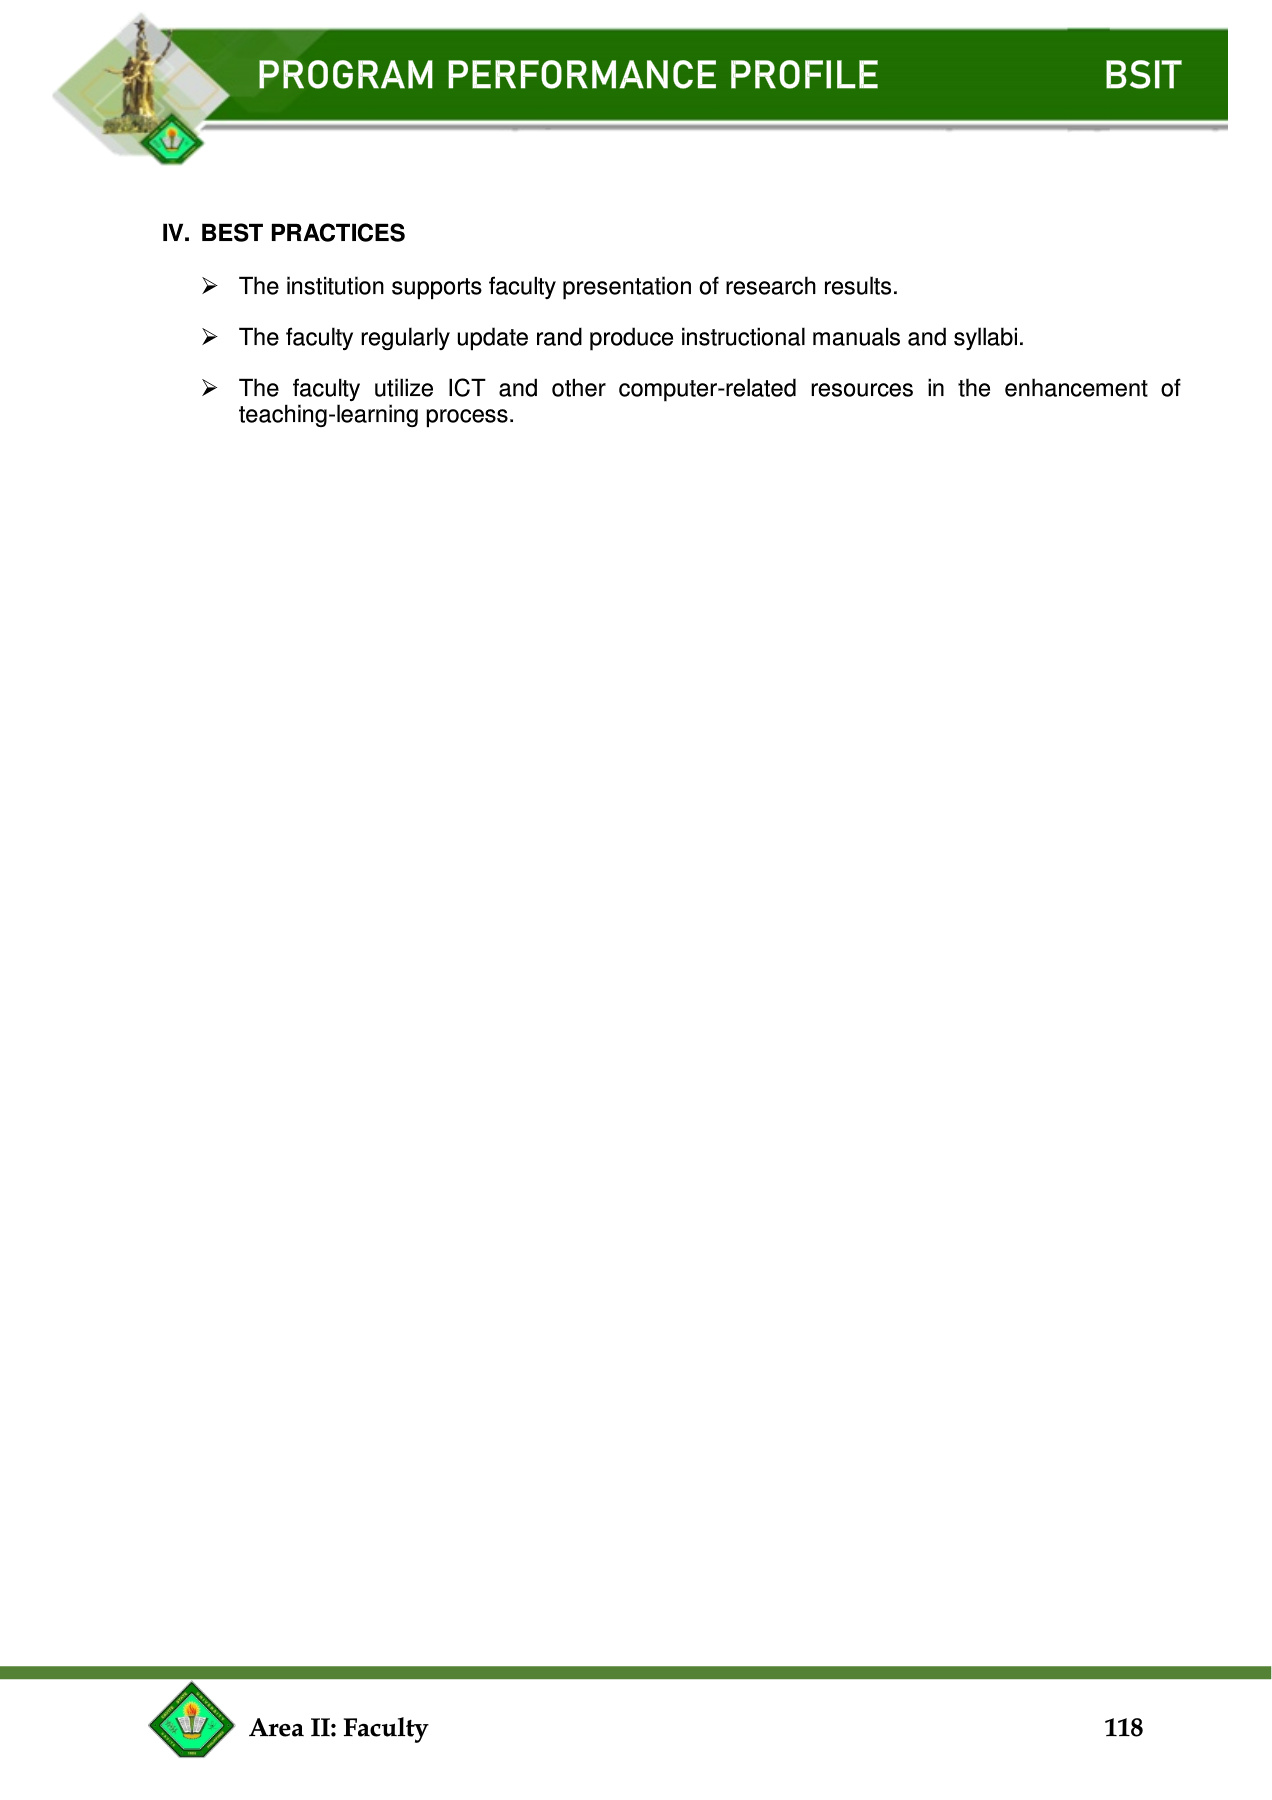 PROGRAM PERFORMANCE PROFILE BSIT
IV. BEST PRACTICES
➢ The institution supports faculty presentation of research results.
➢ The faculty regularly update rand produce instructional manuals and syllabi.
➢ The faculty utilize ICT and other computer-related resources in the enhancement of
teaching-learning process.
Area II: Faculty 118